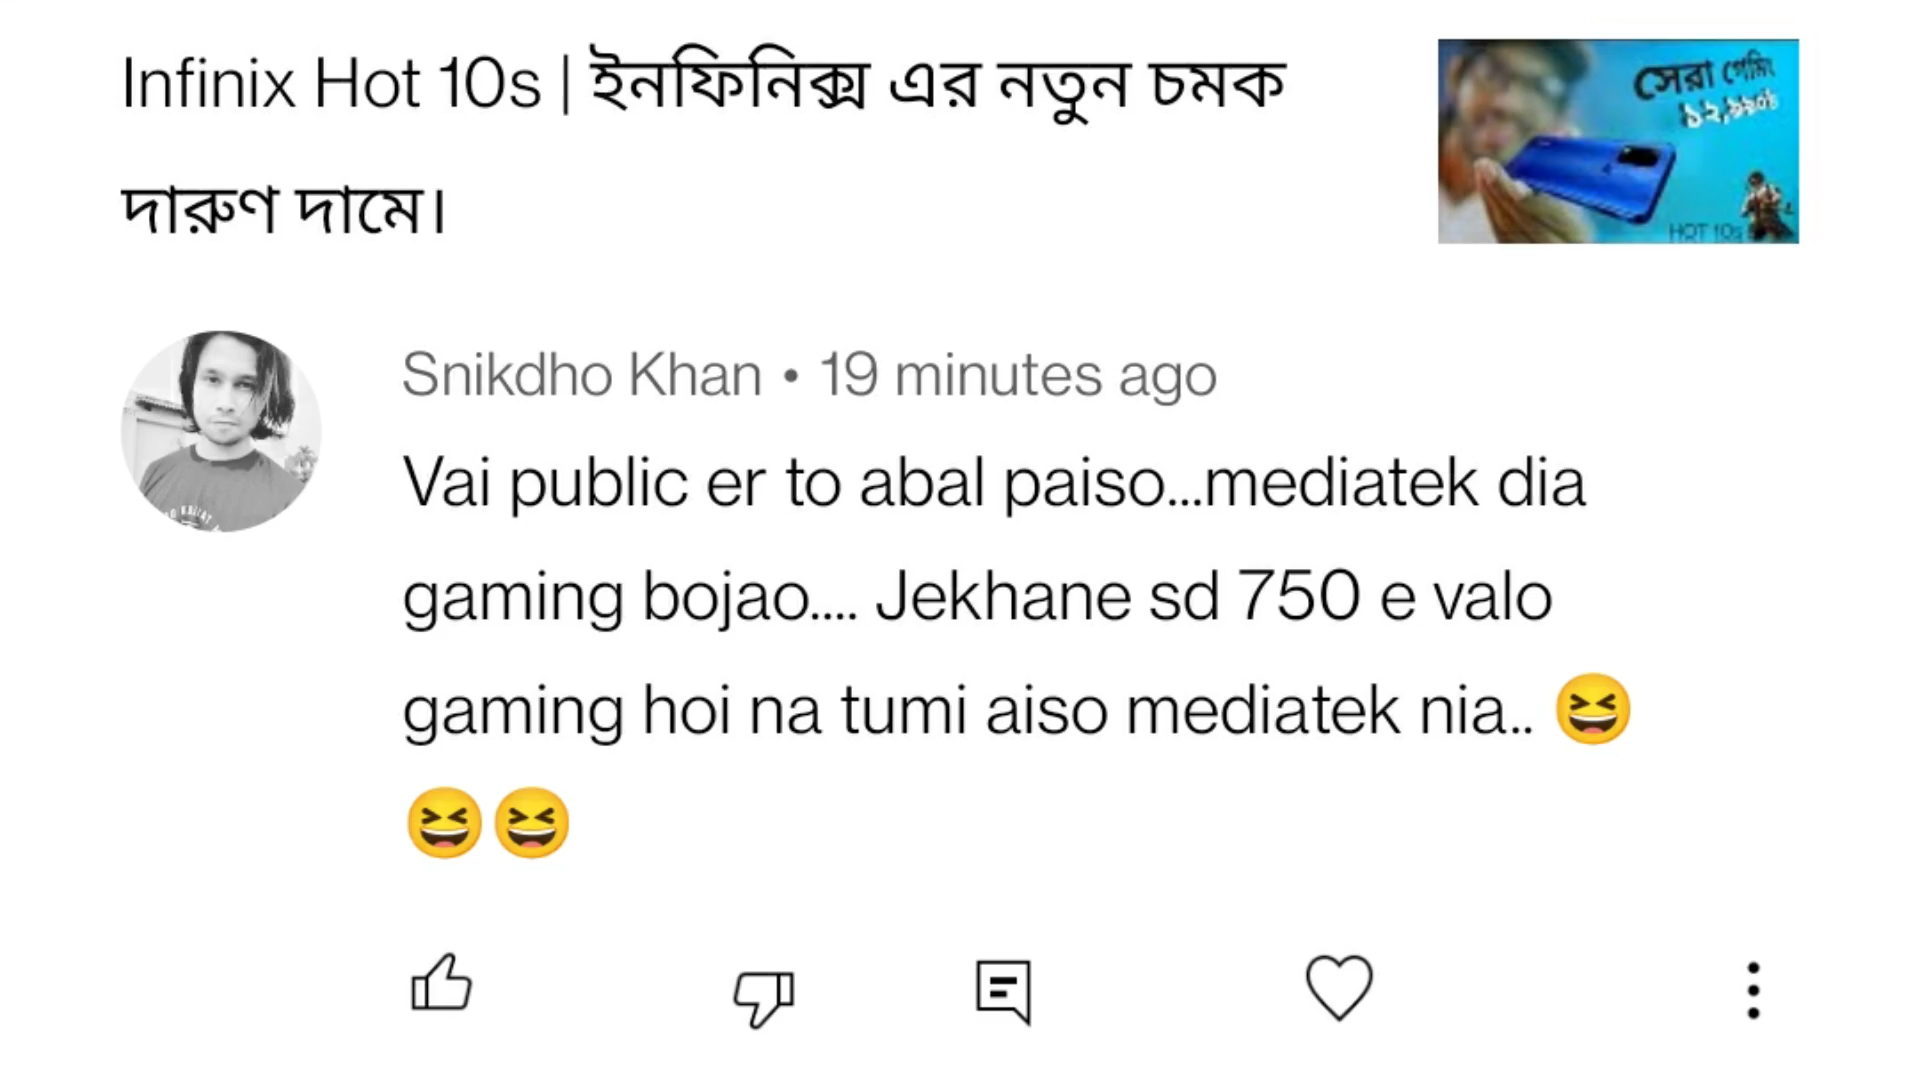 Infinix Hot 10s | ইনফিনিক্স এর নতুন চমক
দারুণ দামে।
সেরা গেমিং
HOT 10s
Snikdho Khan • 19 minutes ago
Vai public er to abal paiso...mediatek dia
gaming bojao.... Jekhane sd 750 e valo
gaming hoi na tumi aiso mediatek nia.. 😆
😆😆